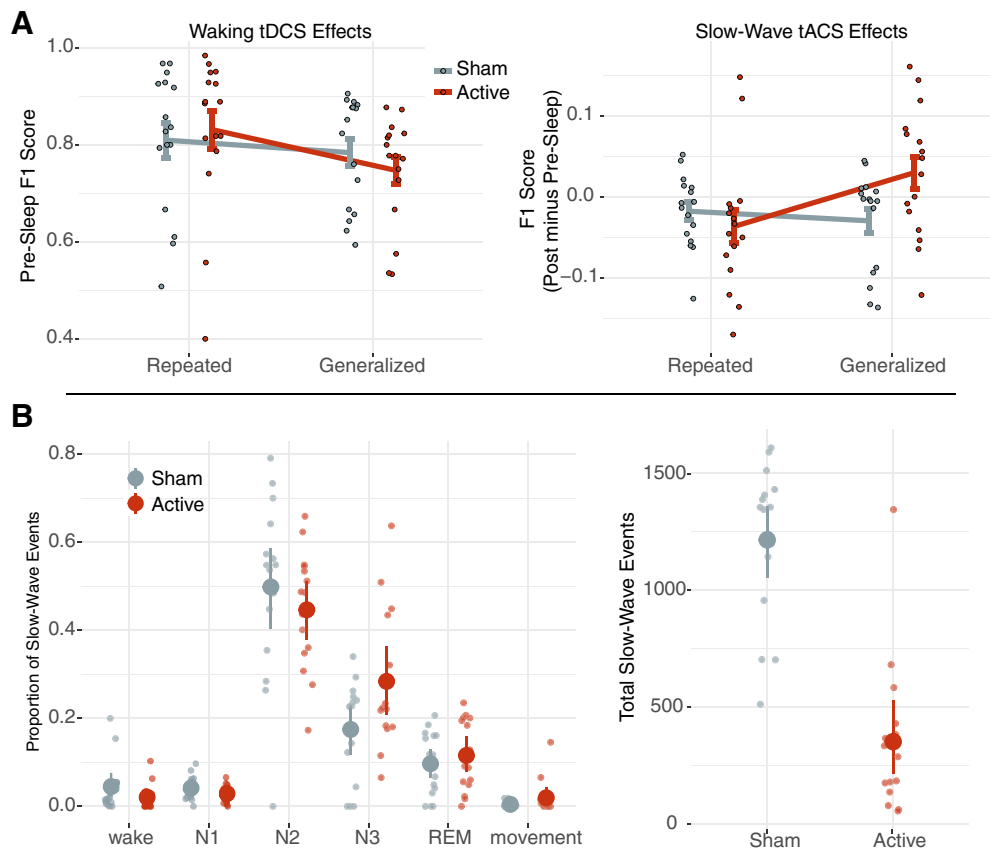 A
Waking tDCS Effects
Pre-Sleep F1 Score
1.0
0.8
0.6
0.4
Repeated
Generalized
Sham
Active
Slow-Wave tACS Effects
F1 Score
(Post minus Pre-Sleep)
0.1
0.0
−0.1
Repeated
Generalized
B
Proportion of Slow-Wave Events
0.8
0.6
0.4
0.2
0.0
Sham
Active
wake
N1
N2
N3
REM
movement
Total Slow-Wave Events
1500
1000
500
0
Sham
Active